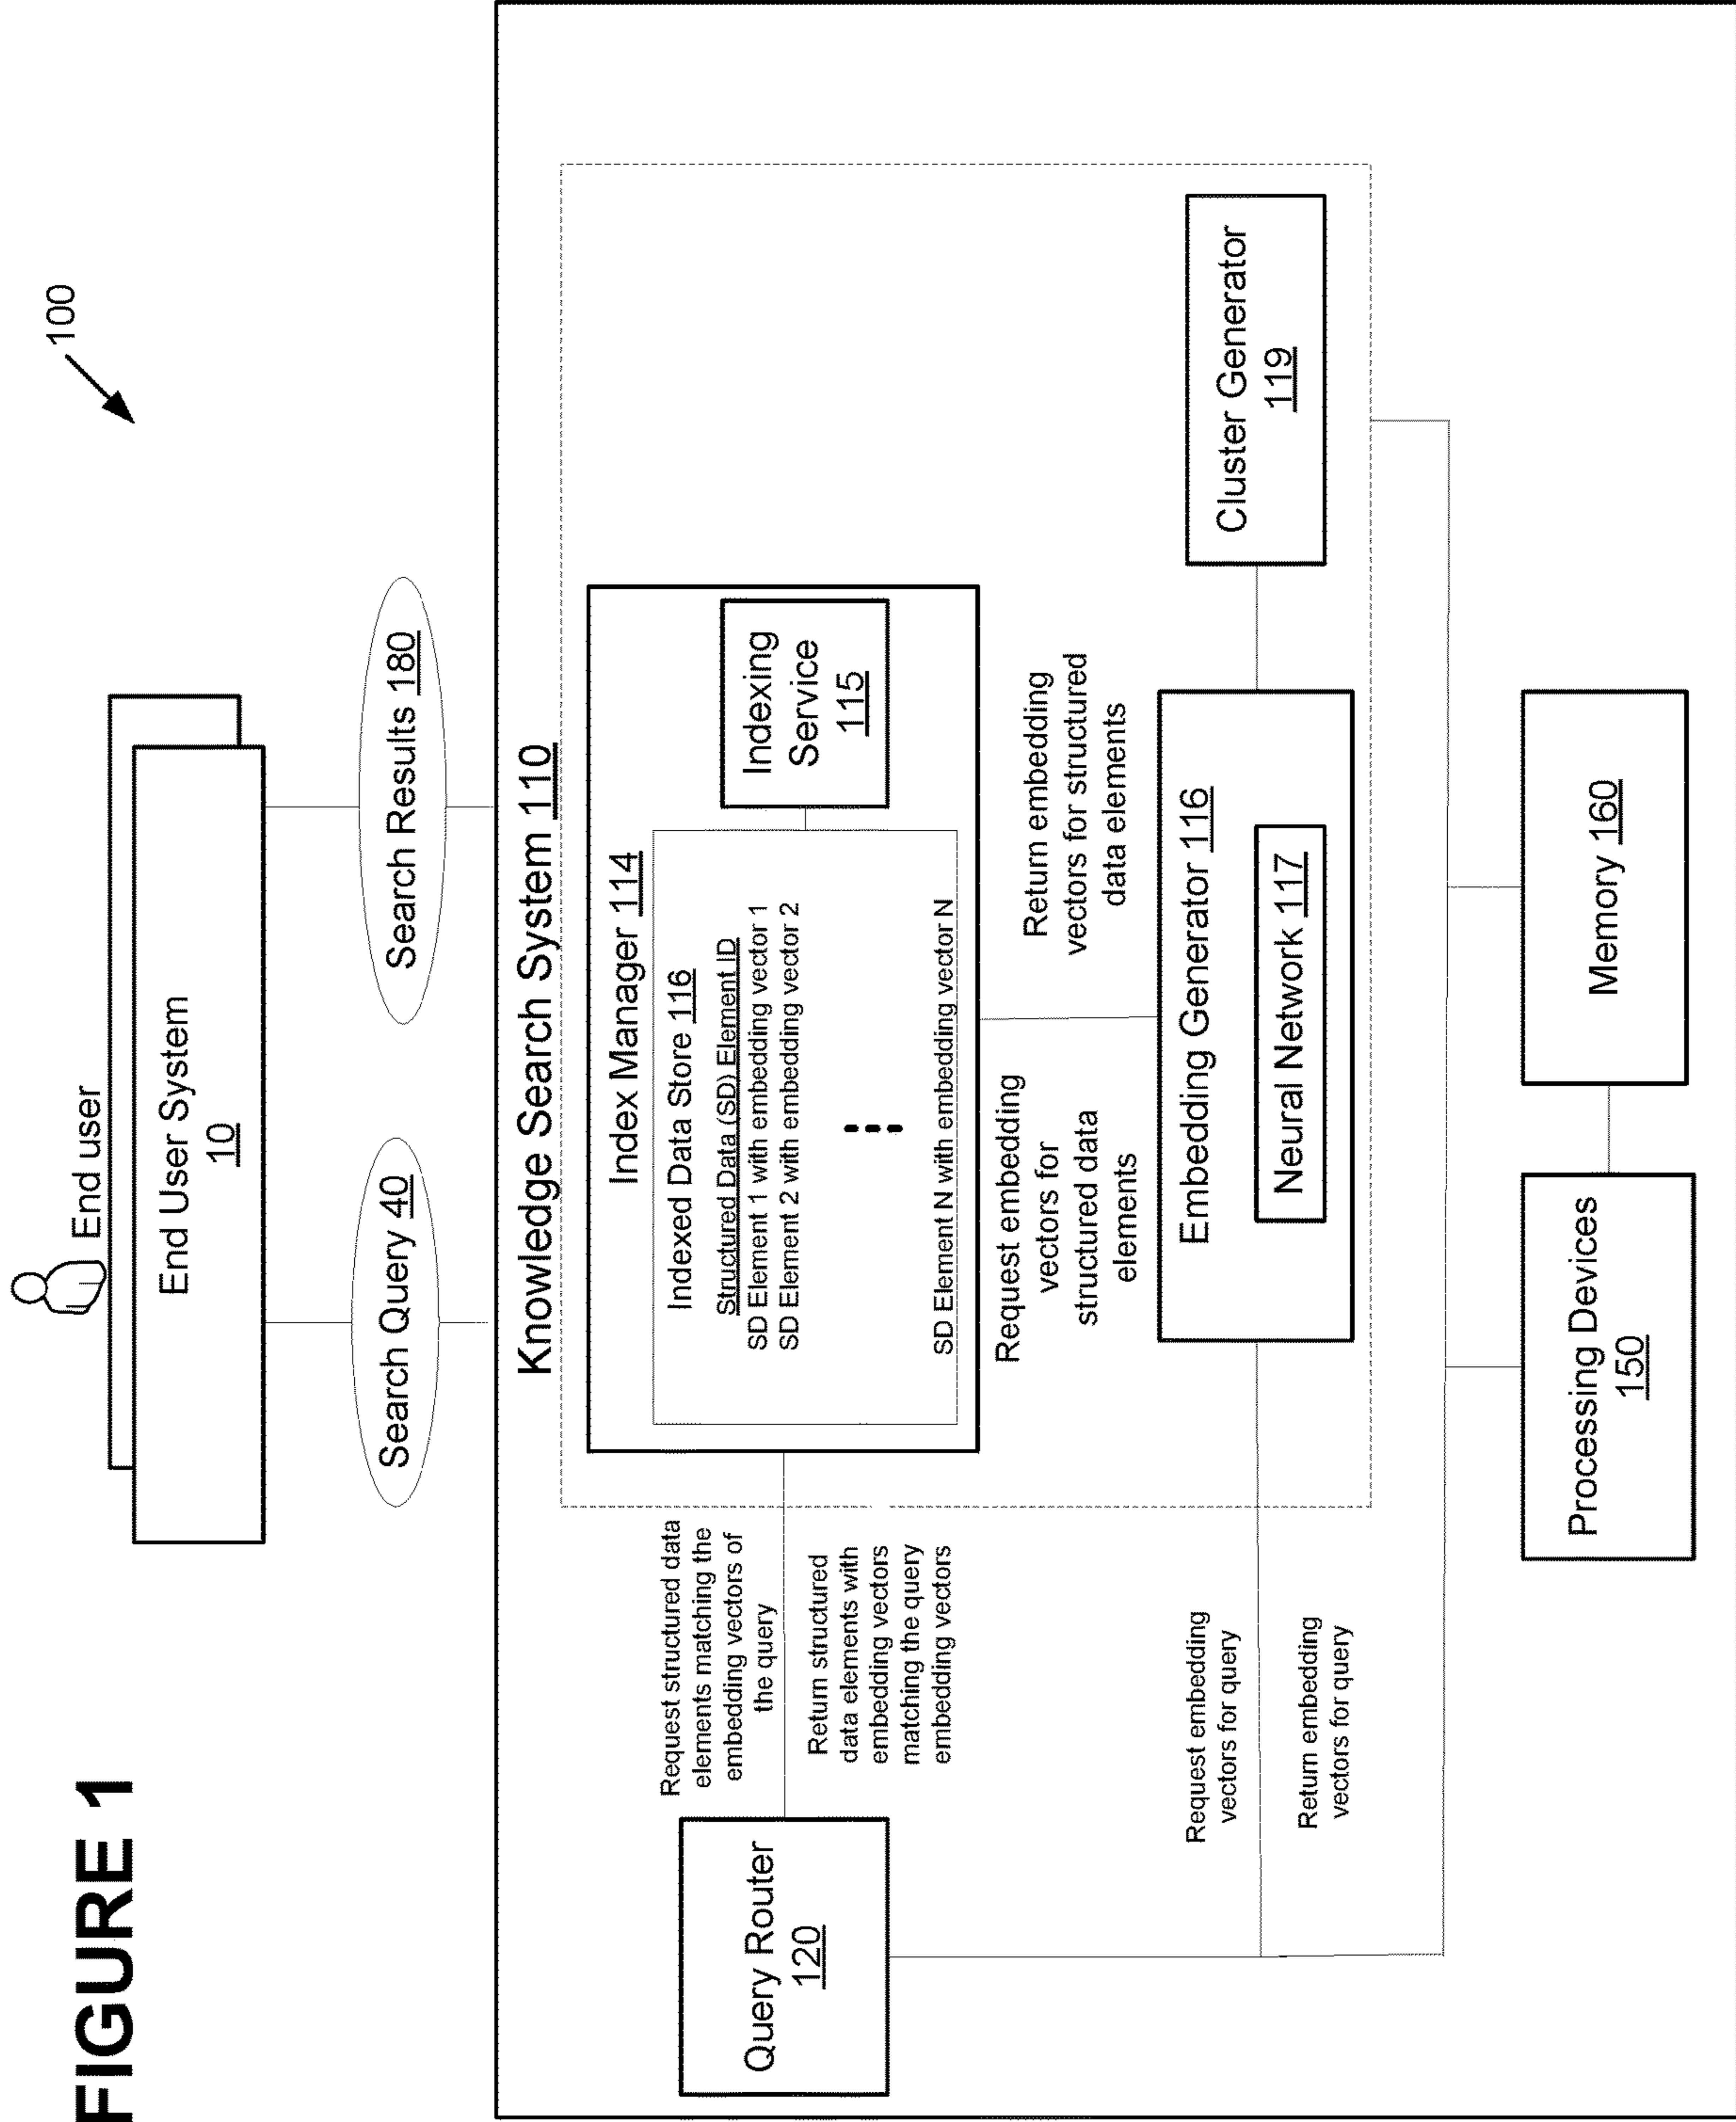 FIGURE 1
100
End user
End User System
10
Search Query 40
Search Results 180
Knowledge Search System 110
Index Manager 114
Indexed Data Store 116
Structured Data (SD) Element ID
SD Element 1 with embedding vector 1
SD Element 2 with embedding vector 2
SD Element N with embedding vector N
Indexing
Service
115
Query Router
120
Request structured data
elements matching the
embedding vectors of
the query
Return structured
data elements with
embedding vectors
matching the query
embedding vectors
Request embedding
vectors for
structured data
elements
Return embedding
vectors for structured
data elements
Embedding Generator 116
Neural Network 117
Cluster Generator
119
Request embedding
vectors for query
Return embedding
vectors for query
Processing Devices
150
Memory 160